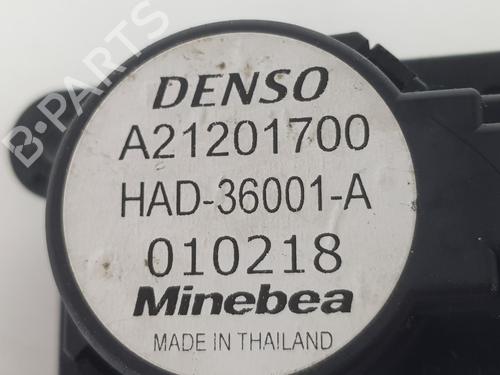 DENSO
A21201700
HAD-36001-A
010218
Minebea
MADE IN THAILAND
B-PARTS